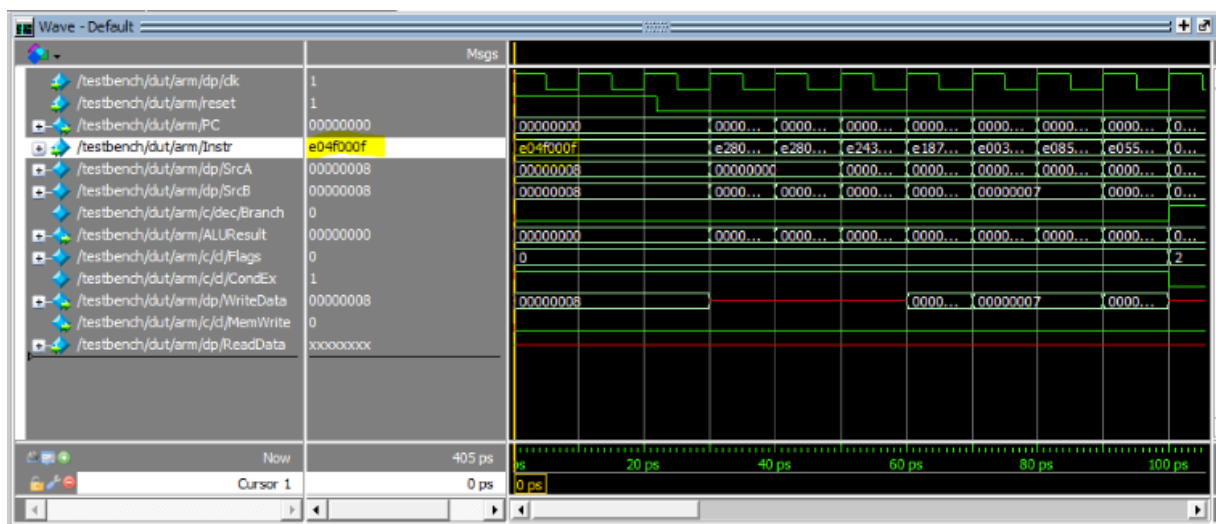 Wave - Default
Msgs
/testbench/dut/arm/dp/clk 1
/testbench/dut/arm/reset 1
/testbench/dut/arm/PC 00000000 00000000 0000... 0000... 0000... 0000... 0000... 0000... 0000... 0...
/testbench/dut/arm/Instr e04f000f e04f000f e280... e280... e243... e187... e003... e085... e055... 0...
/testbench/dut/arm/dp/SrcA 00000008 00000008 00000000 0000... 0000... 0000... 0000... 0000... 0...
/testbench/dut/arm/dp/SrcB 00000008 00000008 0000... 0000... 0000... 0000... 00000007 0000... 0...
/testbench/dut/arm/c/dec/Branch 0
/testbench/dut/arm/ALUResult 00000000 00000000 0000... 0000... 0000... 0000... 0000... 0000... 0000... 0...
/testbench/dut/arm/c/cl/Flags 0 0 2
/testbench/dut/arm/c/cl/CondEx 1
/testbench/dut/arm/dp/WriteData 00000008 00000008 0000... 00000007 0000...
/testbench/dut/arm/c/cl/MemWrite 0
/testbench/dut/arm/dp/ReadData xxxxxxxx
Now 405 ps ps 20 ps 40 ps 60 ps 80 ps 100 ps
Cursor 1 0 ps 0 ps